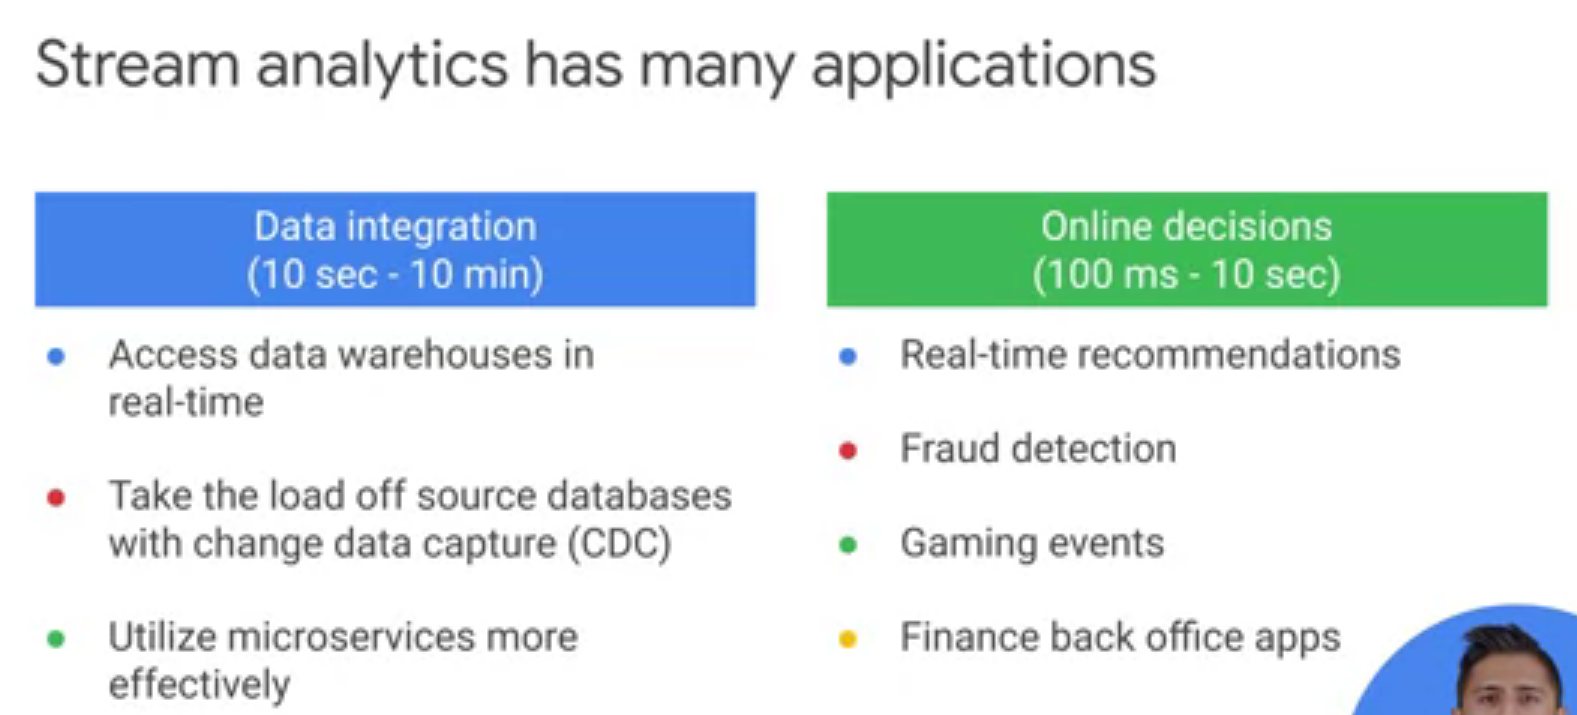 Stream analytics has many applications
Data integration
(10 sec - 10 min)
Access data warehouses in
real-time
Take the load off source databases
with change data capture (CDC)
Utilize microservices more
effectively
Online decisions
(100 ms - 10 sec)
Real-time recommendations
Fraud detection
Gaming events
Finance back office apps